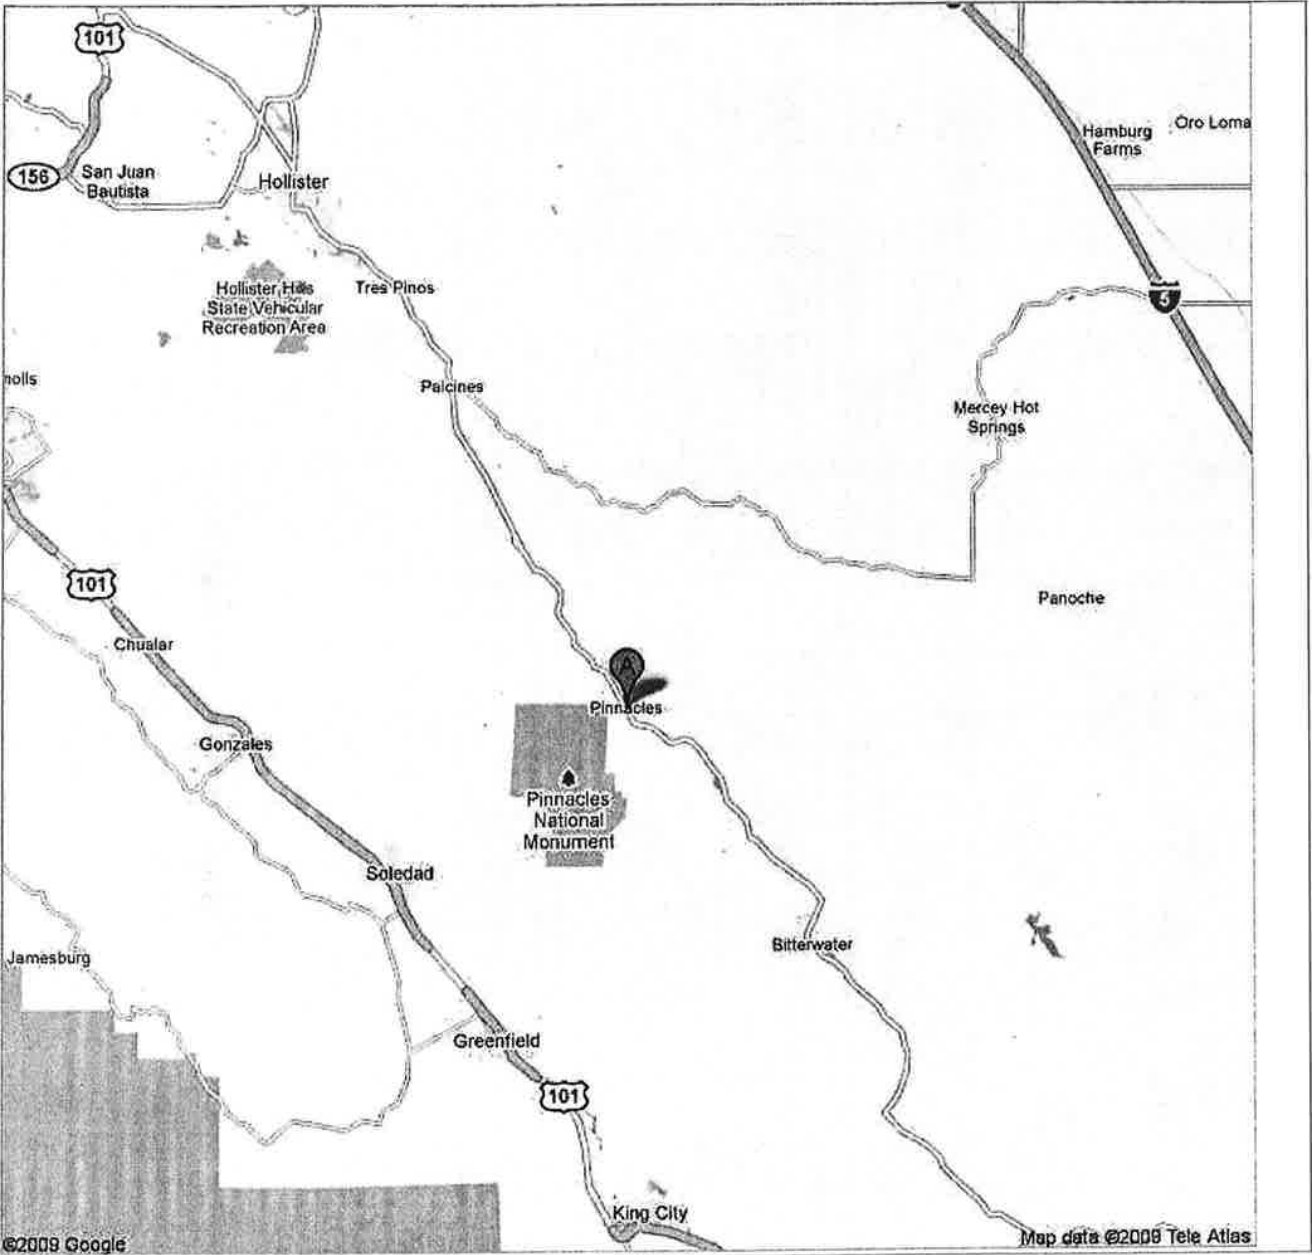 101
Hamburg
Farms
Oro Loma
156
San Juan
Bautista
Hollister
Hollister Hills
State Vehicular
Recreation Area
Tres Pinos
5
nolls
Paicines
Mercey Hot
Springs
101
Panoche
Chualar
A
Pinnacles
Gonzales
Pinnacles
National
Monument
Soledad
Bitterwater
Jamesburg
Greenfield
101
King City
©2009 Google
Map data ©2009 Tele Atlas